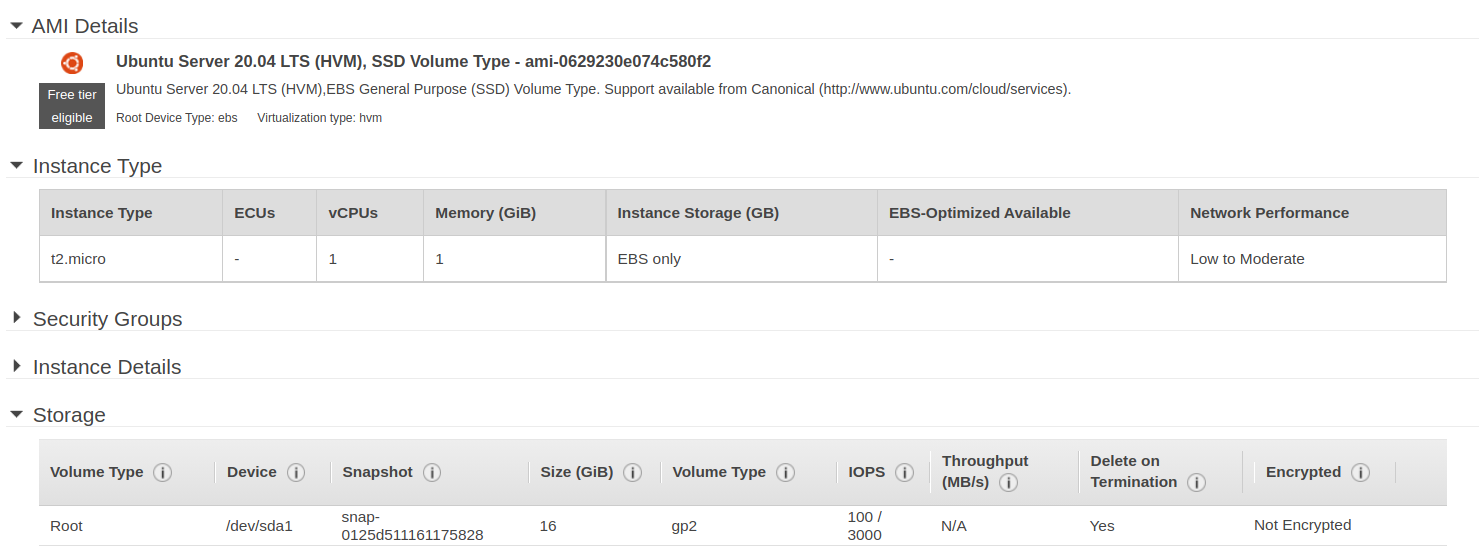 AMI Details
Ubuntu Server 20.04 LTS (HVM), SSD Volume Type - ami-0629230e074c580f2
Free tier
eligible
Ubuntu Server 20.04 LTS (HVM),EBS General Purpose (SSD) Volume Type. Support available from Canonical (http://www.ubuntu.com/cloud/services).
Root Device Type: ebs Virtualization type: hvm
Instance Type
Instance Type ECUs vCPUs Memory (GiB) Instance Storage (GB) EBS-Optimized Available Network Performance
t2.micro - 1 1 EBS only - Low to Moderate
Security Groups
Instance Details
Storage
Volume Type i Device i Snapshot i Size (GiB) i Volume Type i IOPS i Throughput (MB/s) i Delete on Termination i Encrypted i
Root /dev/sda1 snap-0125d511161175828 16 gp2 100 / 3000 N/A Yes Not Encrypted